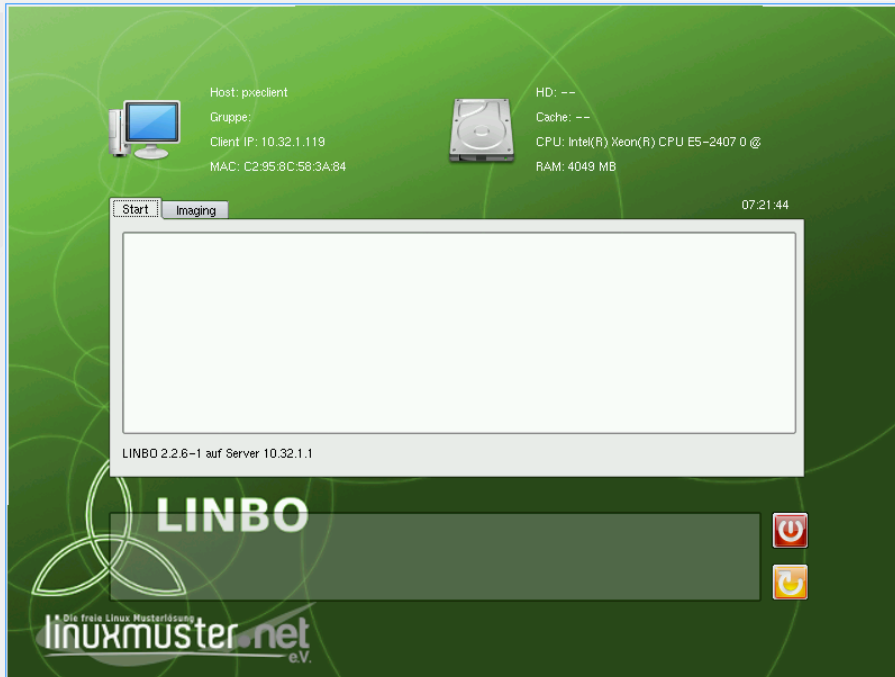 Host: pxeclient
Gruppe:
Client IP: 10.32.1.119
MAC: C2:95:8C:58:3A:84
HD: --
Cache: --
CPU: Intel(R) Xeon(R) CPU E5-2407 0 @
RAM: 4049 MB
Start
Imaging
07:21:44
LINBO 2.2.6-1 auf Server 10.32.1.1
LINBO
Die freie Linux Musterlösung
linuxmuster.net
e.V.